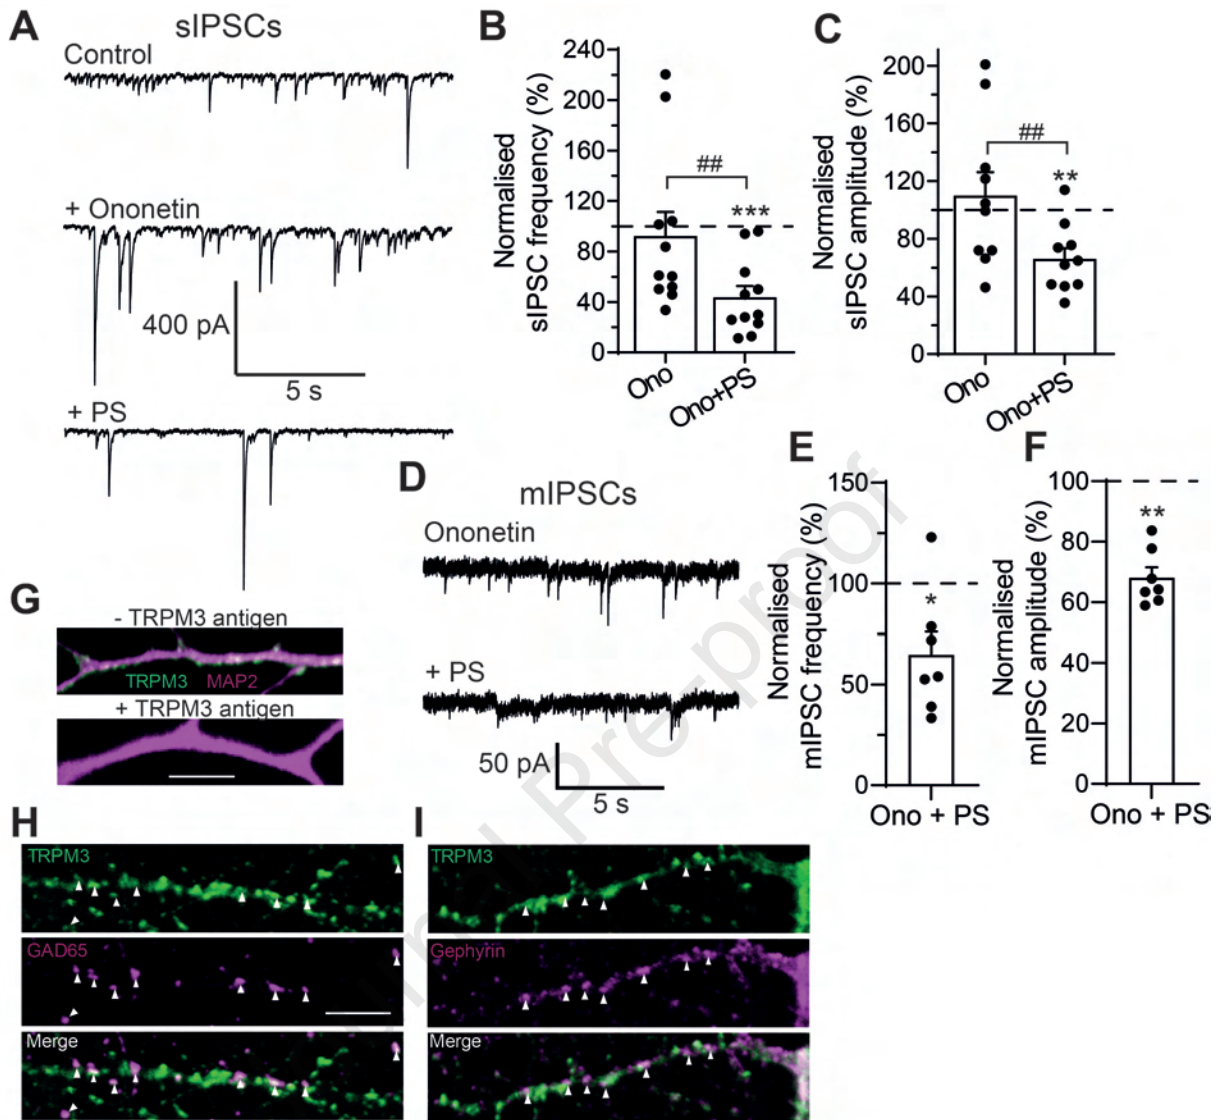 A
sIPSCs
Control
+ Ononetin
400 pA
5 s
+ PS
B
Normalised
sIPSC frequency (%)
240
200
160
120
80
40
0
##
***
Ono
Ono+PS
C
Normalised
sIPSC amplitude (%)
200
160
120
80
40
0
##
**
Ono
Ono+PS
D
mIPSCs
Ononetin
+ PS
50 pA
5 s
E
Normalised
mIPSC frequency (%)
150
100
50
0
*
Ono + PS
F
Normalised
mIPSC amplitude (%)
100
80
60
40
20
0
**
Ono + PS
G
- TRPM3 antigen
TRPM3 MAP2
+ TRPM3 antigen
H
TRPM3
GAD65
Merge
I
TRPM3
Gephyrin
Merge
Journal Pre-proof